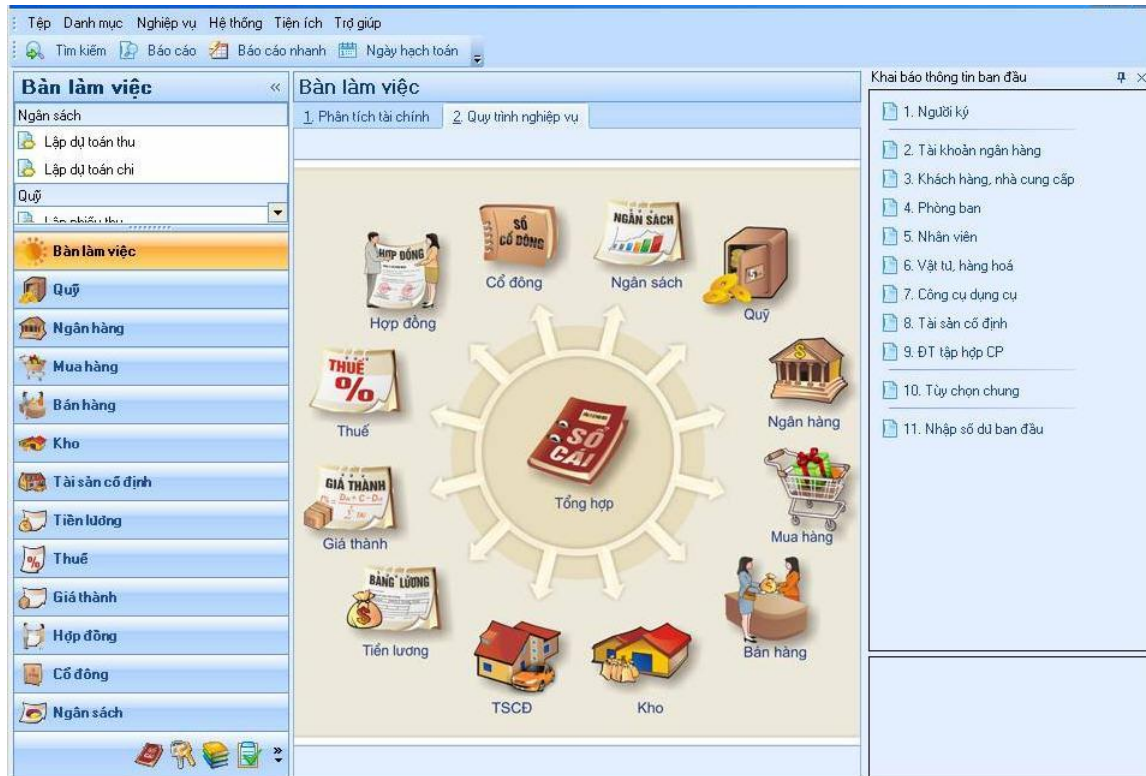 Tệp Danh mục Nghiệp vụ Hệ thống Tiện ích Trợ giúp
Tìm kiếm Báo cáo Báo cáo nhanh Ngày hạch toán
Bàn làm việc
Ngân sách
Lập dự toán thu
Lập dự toán chi
Quỹ
Lập phiếu thu
Bàn làm việc
Quỹ
Ngân hàng
Mua hàng
Bán hàng
Kho
Tài sản cố định
Tiền lương
Thuế
Giá thành
Hợp đồng
Cổ đông
Ngân sách
Bàn làm việc
1. Phân tích tài chính 2. Quy trình nghiệp vụ
SỔ
CỔ ĐÔNG
NGÂN SÁCH
HỢP ĐỒNG
Cổ đông
Ngân sách
Quỹ
Hợp đồng
THUẾ
%
Thuế
Ngân hàng
SỔ
CÁI
Tổng hợp
GIÁ THÀNH
Giá thành
Mua hàng
BẢNG LƯƠNG
Tiền lương
Bán hàng
TSCĐ
Kho
Khai báo thông tin ban đầu
1. Người ký
2. Tài khoản ngân hàng
3. Khách hàng, nhà cung cấp
4. Phòng ban
5. Nhân viên
6. Vật tư, hàng hoá
7. Công cụ dụng cụ
8. Tài sản cố định
9. ĐT tập hợp CP
10. Tùy chọn chung
11. Nhập số dư ban đầu